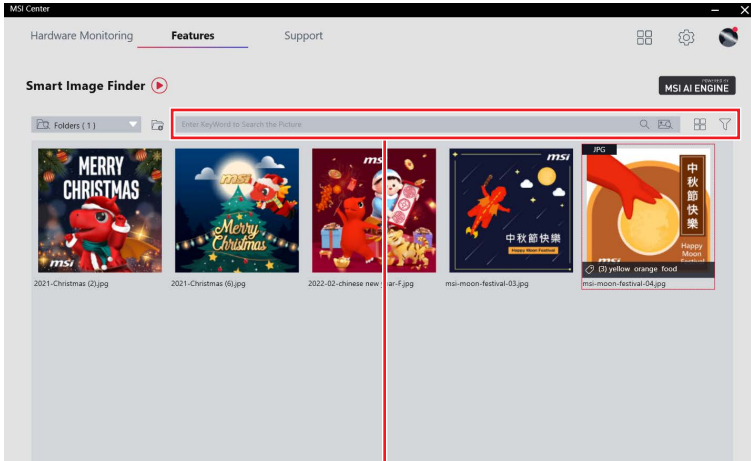 MSI Center
Hardware Monitoring
Features
Support
Smart Image Finder
POWERED BY
MSI AI ENGINE
Folders ( 1 )
Enter KeyWord to Search the Picture
MERRY
CHRISTMAS
msi
2021-Christmas (2).jpg
msi
Merry
Christmas
2021-Christmas (6).jpg
2022-02-chinese new
ar-F.jpg
msi
中秋節快樂
Happy Moon Festival
msi-moon-festival-03.jpg
JPG
中秋節快樂
Happy
Moon
Festival
msi
(3) yellow orange food
msi-moon-festival-04.jpg